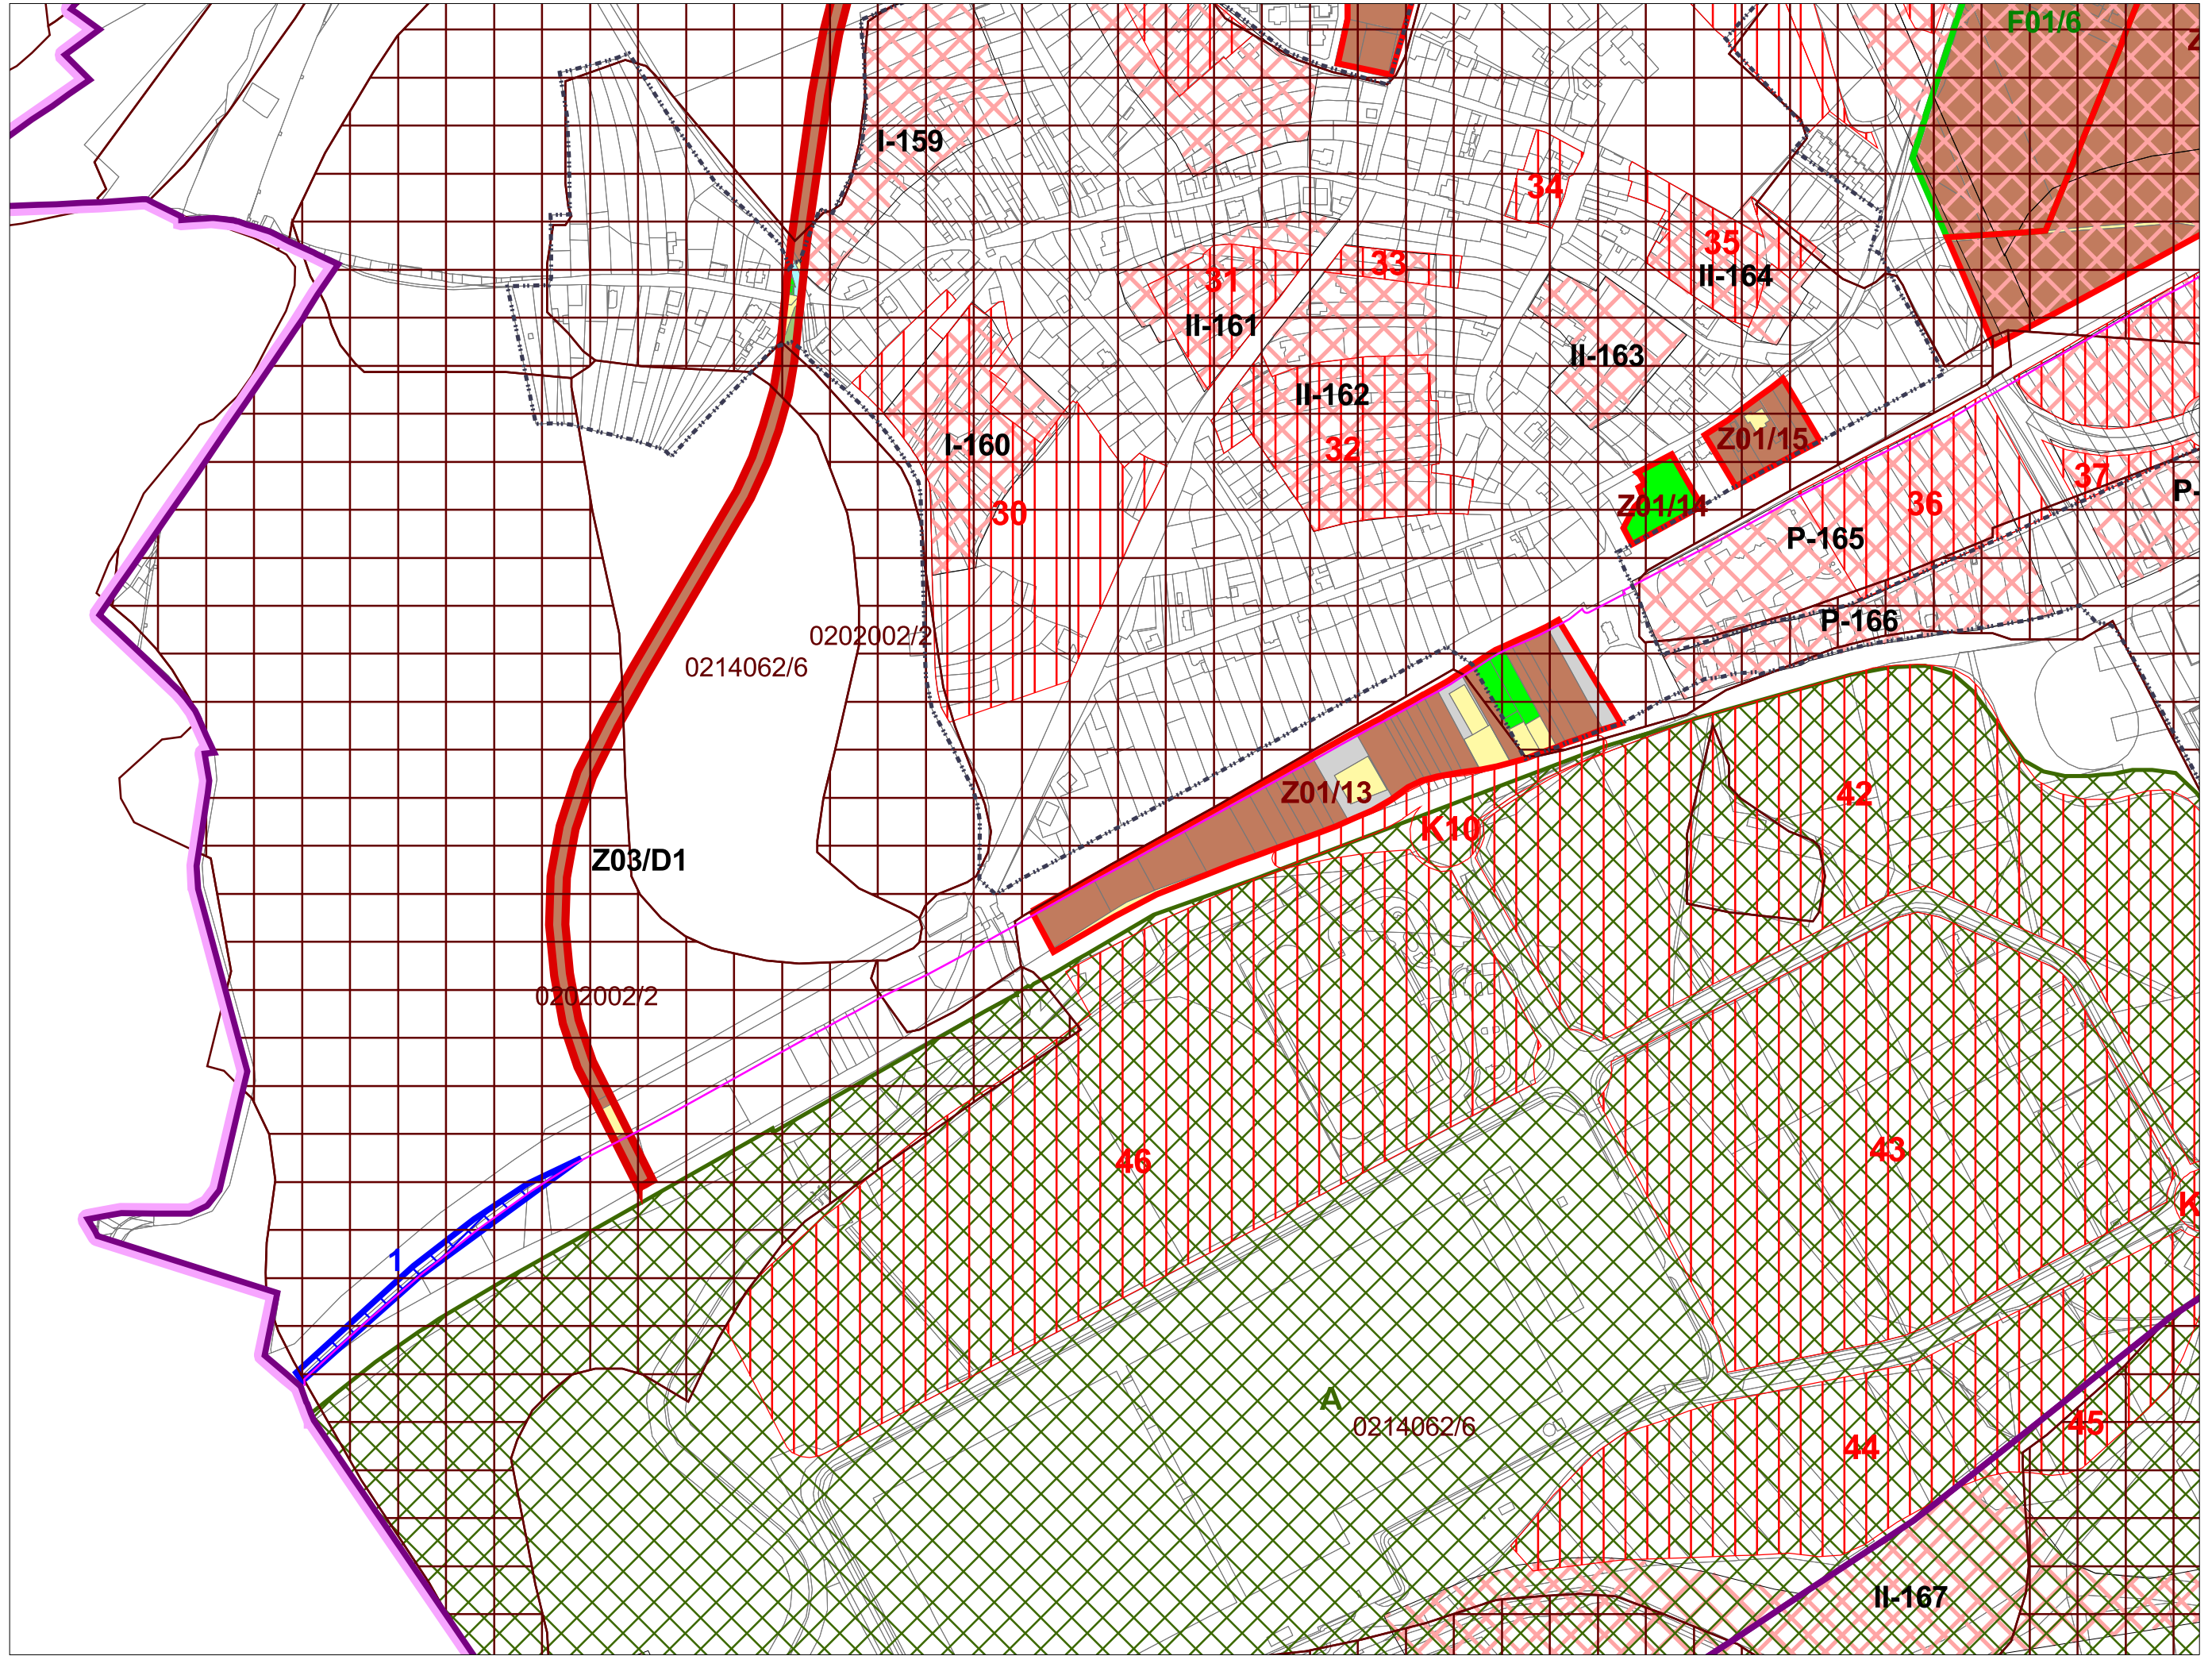 F01/6
Z
I-159
34
35
II-164
33
31
II-161
II-163
II-162
I-160
32
Z01/15
37
P-
Z01/14
36
30
P-165
P-166
0202002/2
0214062/6
Z01/13
42
K10
Z03/D1
0202002/2
46
43
K
1
A
0214062/6
45
44
II-167